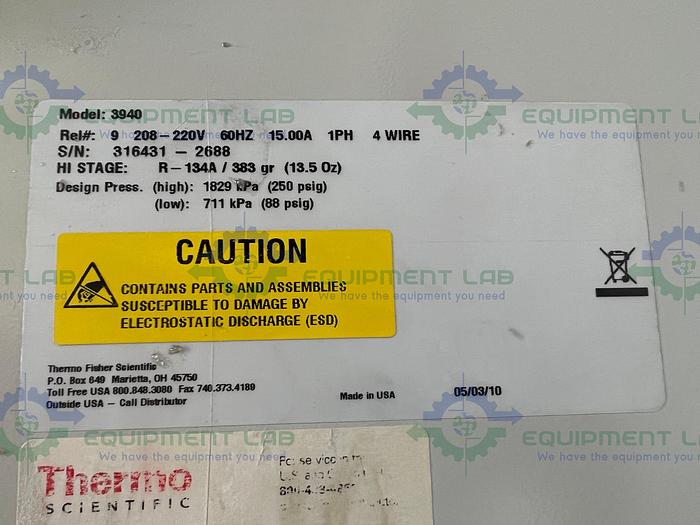 Model: 3940
Rel#: 9 208-220V 60HZ 15.00A 1PH 4 WIRE
S/N: 316431 - 2688
HI STAGE: R-134A / 383 gr (13.5 Oz)
Design Press. (high): 1829 kPa (250 psig)
(low): 711 kPa (88 psig)
CAUTION
CONTAINS PARTS AND ASSEMBLIES
SUSCEPTIBLE TO DAMAGE BY
ELECTROSTATIC DISCHARGE (ESD)
Thermo Fisher Scientific
P.O. Box 649 Marietta, OH 45750
Toll Free USA 800.848.3080 Fax 740.373.4189
Outside USA - Call Distributor
Made in USA
05/03/10
Thermo
SCIENTIFIC
EQUIPMENT LAB
We have the equipment you need